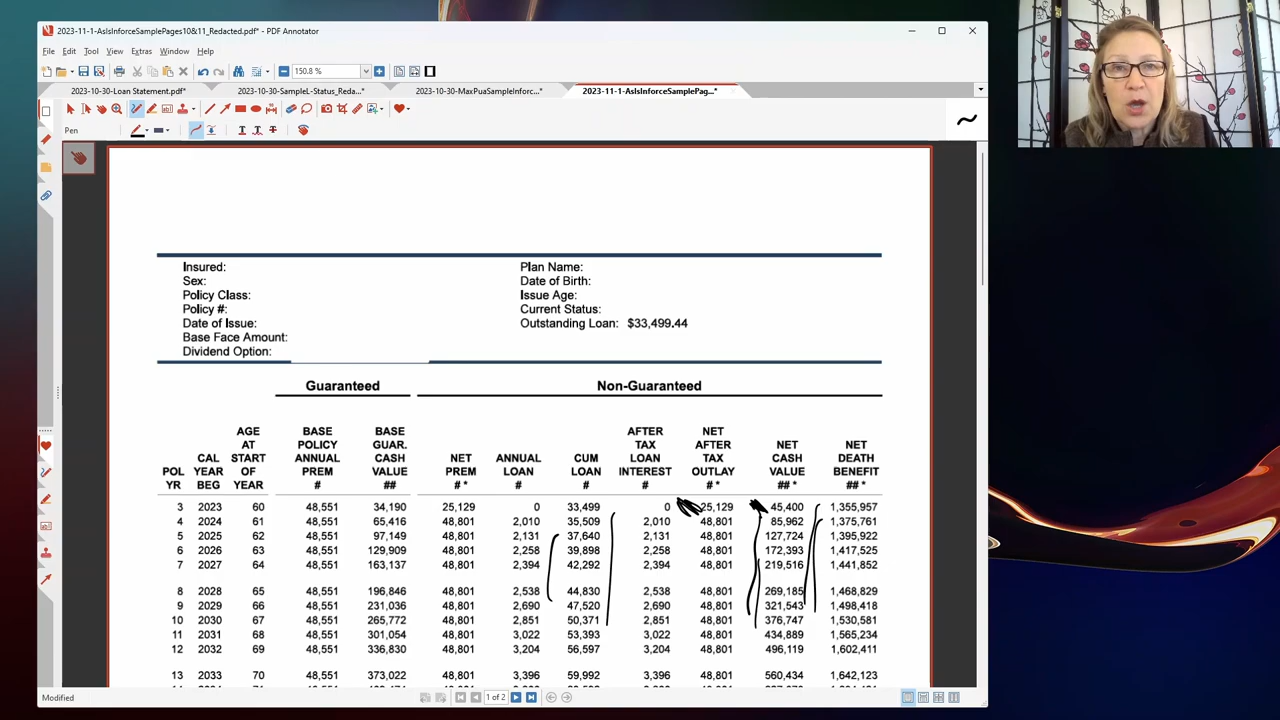 2023-11-1-AsIsInforceSamplePages10&11_Redacted.pdf* - PDF Annotator
File Edit Tool View Extras Window Help
150.8 %
2023-10-30-Loan Statement.pdf* 2023-10-30-SampleL-Status_Reda...* 2023-10-30-MaxPuaSampleInforc...* 2023-11-1-AsIsInforceSamplePag...*
Pen
Insured: Plan Name:
Sex: Date of Birth:
Policy Class: Issue Age:
Policy #: Current Status:
Date of Issue: Outstanding Loan: $33,499.44
Base Face Amount:
Dividend Option:
Guaranteed Non-Guaranteed
AGE BASE BASE AFTER NET
AT POLICY GUAR. TAX AFTER NET NET
CAL START ANNUAL CASH NET ANNUAL CUM LOAN TAX CASH DEATH
POL YEAR OF PREM VALUE PREM LOAN LOAN INTEREST OUTLAY VALUE BENEFIT
YR BEG YEAR # ## # * # # # # * ## * ## *
3 2023 60 48,551 34,190 25,129 0 33,499 0 25,129 45,400 1,355,957
4 2024 61 48,551 65,416 48,801 2,010 35,509 2,010 48,801 85,962 1,375,761
5 2025 62 48,551 97,149 48,801 2,131 37,640 2,131 48,801 127,724 1,395,922
6 2026 63 48,551 129,909 48,801 2,258 39,898 2,258 48,801 172,393 1,417,525
7 2027 64 48,551 163,137 48,801 2,394 42,292 2,394 48,801 219,516 1,441,852
8 2028 65 48,551 196,846 48,801 2,538 44,830 2,538 48,801 269,185 1,468,829
9 2029 66 48,551 231,036 48,801 2,690 47,520 2,690 48,801 321,543 1,498,418
10 2030 67 48,551 265,772 48,801 2,851 50,371 2,851 48,801 376,747 1,530,581
11 2031 68 48,551 301,054 48,801 3,022 53,393 3,022 48,801 434,889 1,565,234
12 2032 69 48,551 336,830 48,801 3,204 56,597 3,204 48,801 496,119 1,602,411
13 2033 70 48,551 373,022 48,801 3,396 59,992 3,396 48,801 560,434 1,642,123
Modified 1 of 2